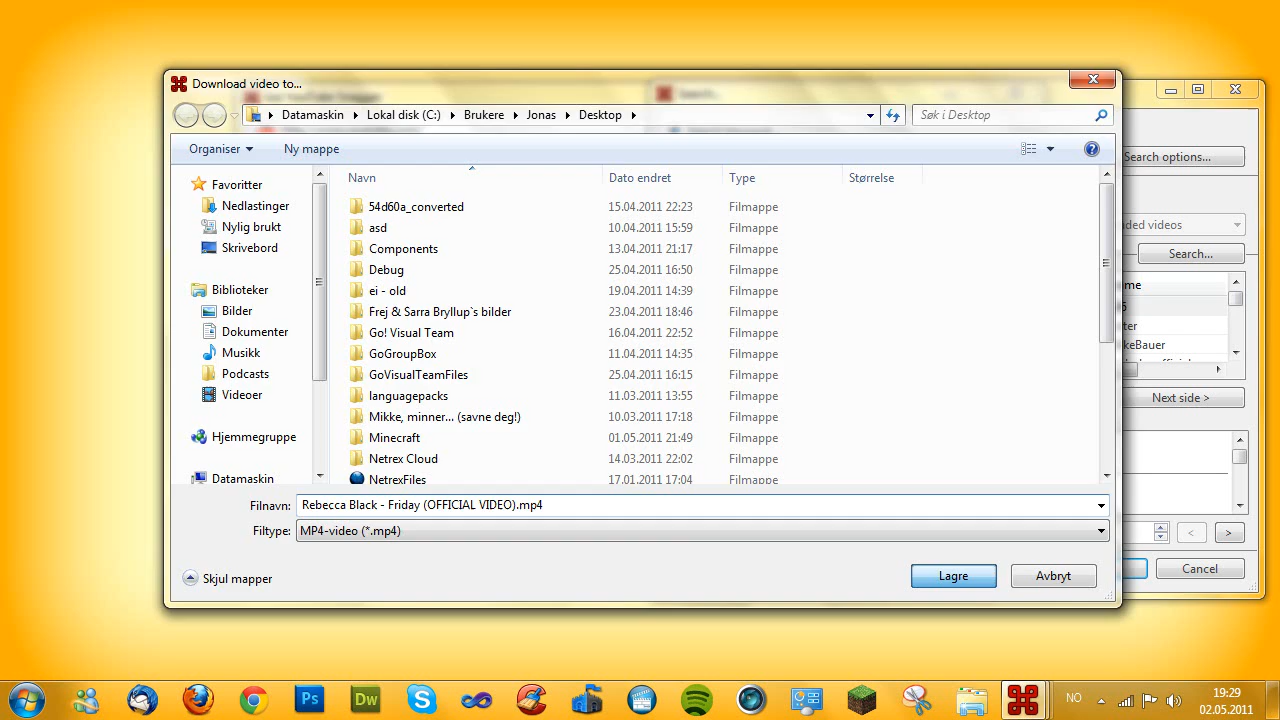 Download video to...
Datamaskin Lokal disk (C:) Brukere Jonas Desktop
Søk i Desktop
Organiser Ny mappe
Search options...
Navn Dato endret Type Størrelse
Favoritter
Nedlastinger
Nylig brukt
Skrivebord
Biblioteker
Bilder
Dokumenter
Musikk
Podcasts
Videoer
Hjemmegruppe
Datamaskin
54d60a_converted 15.04.2011 22:23 Filmappe
asd 10.04.2011 15:59 Filmappe
Components 13.04.2011 21:17 Filmappe
Debug 25.04.2011 16:50 Filmappe
ei - old 19.04.2011 14:39 Filmappe
Frej & Sarra Bryllup`s bilder 23.04.2011 18:46 Filmappe
Go! Visual Team 16.04.2011 22:52 Filmappe
GoGroupBox 11.04.2011 14:35 Filmappe
GoVisualTeamFiles 25.04.2011 16:15 Filmappe
languagepacks 11.03.2011 13:55 Filmappe
Mikke, minner... (savne deg!) 10.03.2011 17:18 Filmappe
Minecraft 01.05.2011 21:49 Filmappe
Netrex Cloud 14.03.2011 22:02 Filmappe
NetrexFiles 17.01.2011 17:04 Filmappe
ded videos
Search...
me
ter
keBauer
Next side >
< >
Cancel
Filnavn: Rebecca Black - Friday (OFFICIAL VIDEO).mp4
Filtype: MP4-video (*.mp4)
Skjul mapper
Lagre Avbryt
Ps Dw
NO
19:29
02.05.2011